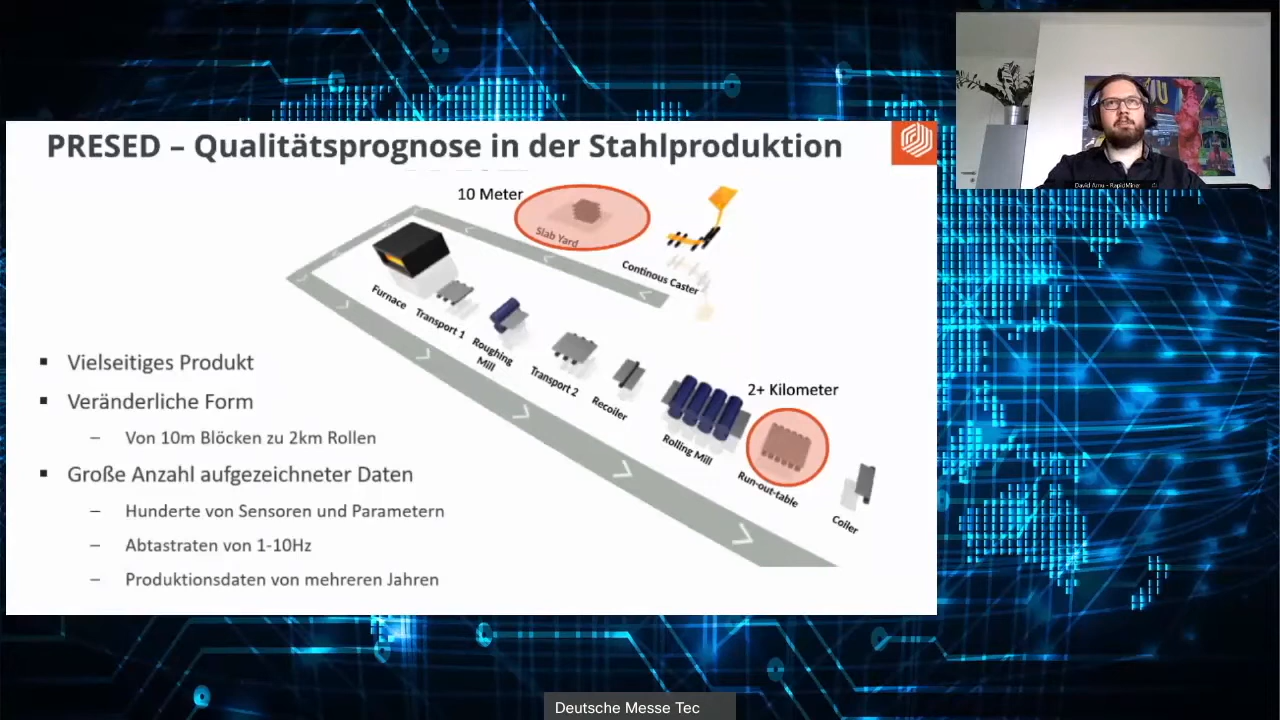 PRESED – Qualitätsprognose in der Stahlproduktion
10 Meter
Slab Yard
Continous Caster
Furnace
Transport 1
Roughing
Mill
Transport 2
Recoiler
2+ Kilometer
Rolling Mill
Run-out-table
Coiler
▪ Vielseitiges Produkt
▪ Veränderliche Form
– Von 10m Blöcken zu 2km Rollen
▪ Große Anzahl aufgezeichneter Daten
– Hunderte von Sensoren und Parametern
– Abtastraten von 1-10Hz
– Produktionsdaten von mehreren Jahren
David Arnu - RapidMiner
Deutsche Messe Tec